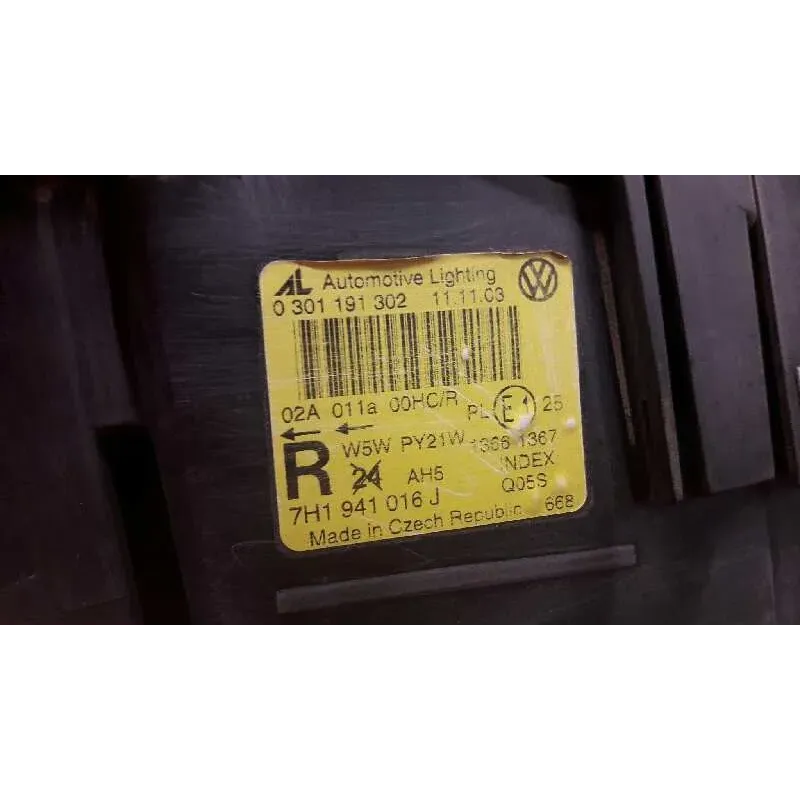 AL Automotive Lighting
0 301 191 302 11.11.03
02A 011a 00HC/R PL E1 25
R W5W PY21W 1366 1367
24 AH5 INDEX
7H1 941 016 J Q05S
Made in Czech Republic 668